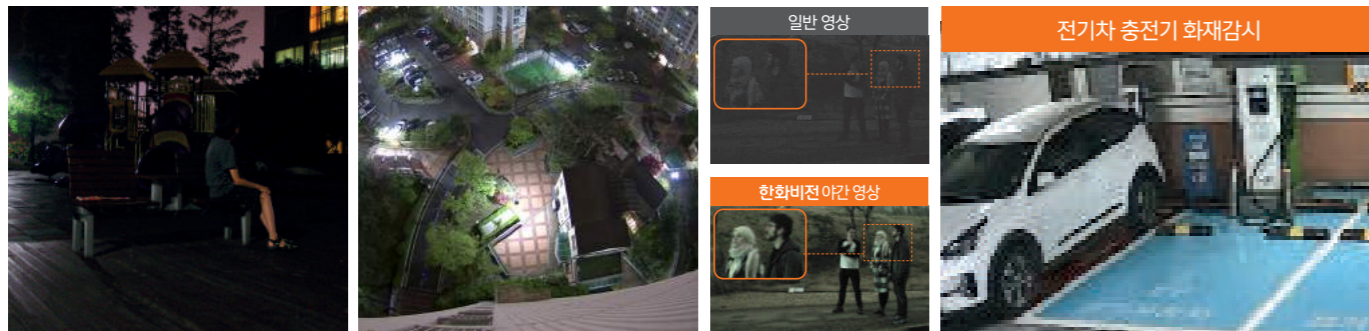 일반 영상
한화비전 야간 영상
전기차 충전기 화재감시